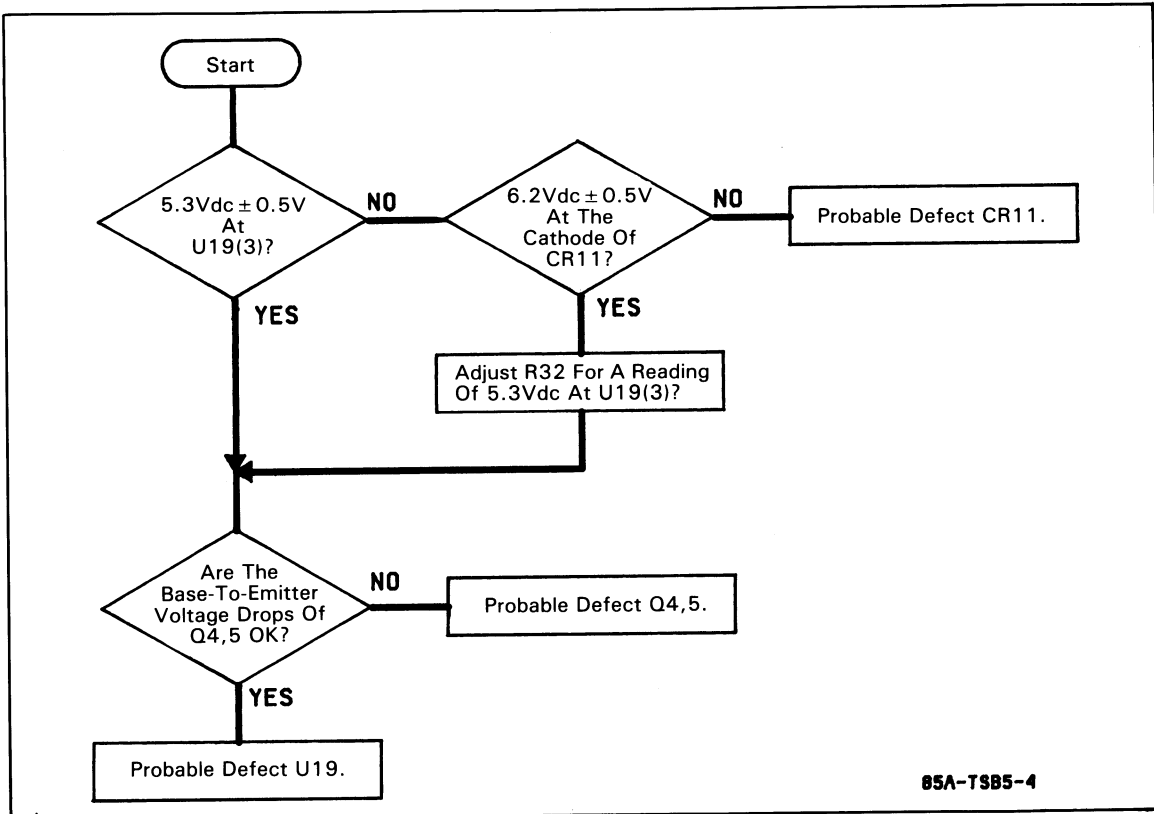 Start
5.3Vdc ± 0.5V
At
U19(3)?
NO
6.2Vdc ± 0.5V
At The
Cathode Of
CR11?
NO
Probable Defect CR11.
YES
YES
Adjust R32 For A Reading
Of 5.3Vdc At U19(3)?
Are The
Base-To-Emitter
Voltage Drops Of
Q4,5 OK?
NO
Probable Defect Q4,5.
YES
Probable Defect U19.
85A-TSB5-4